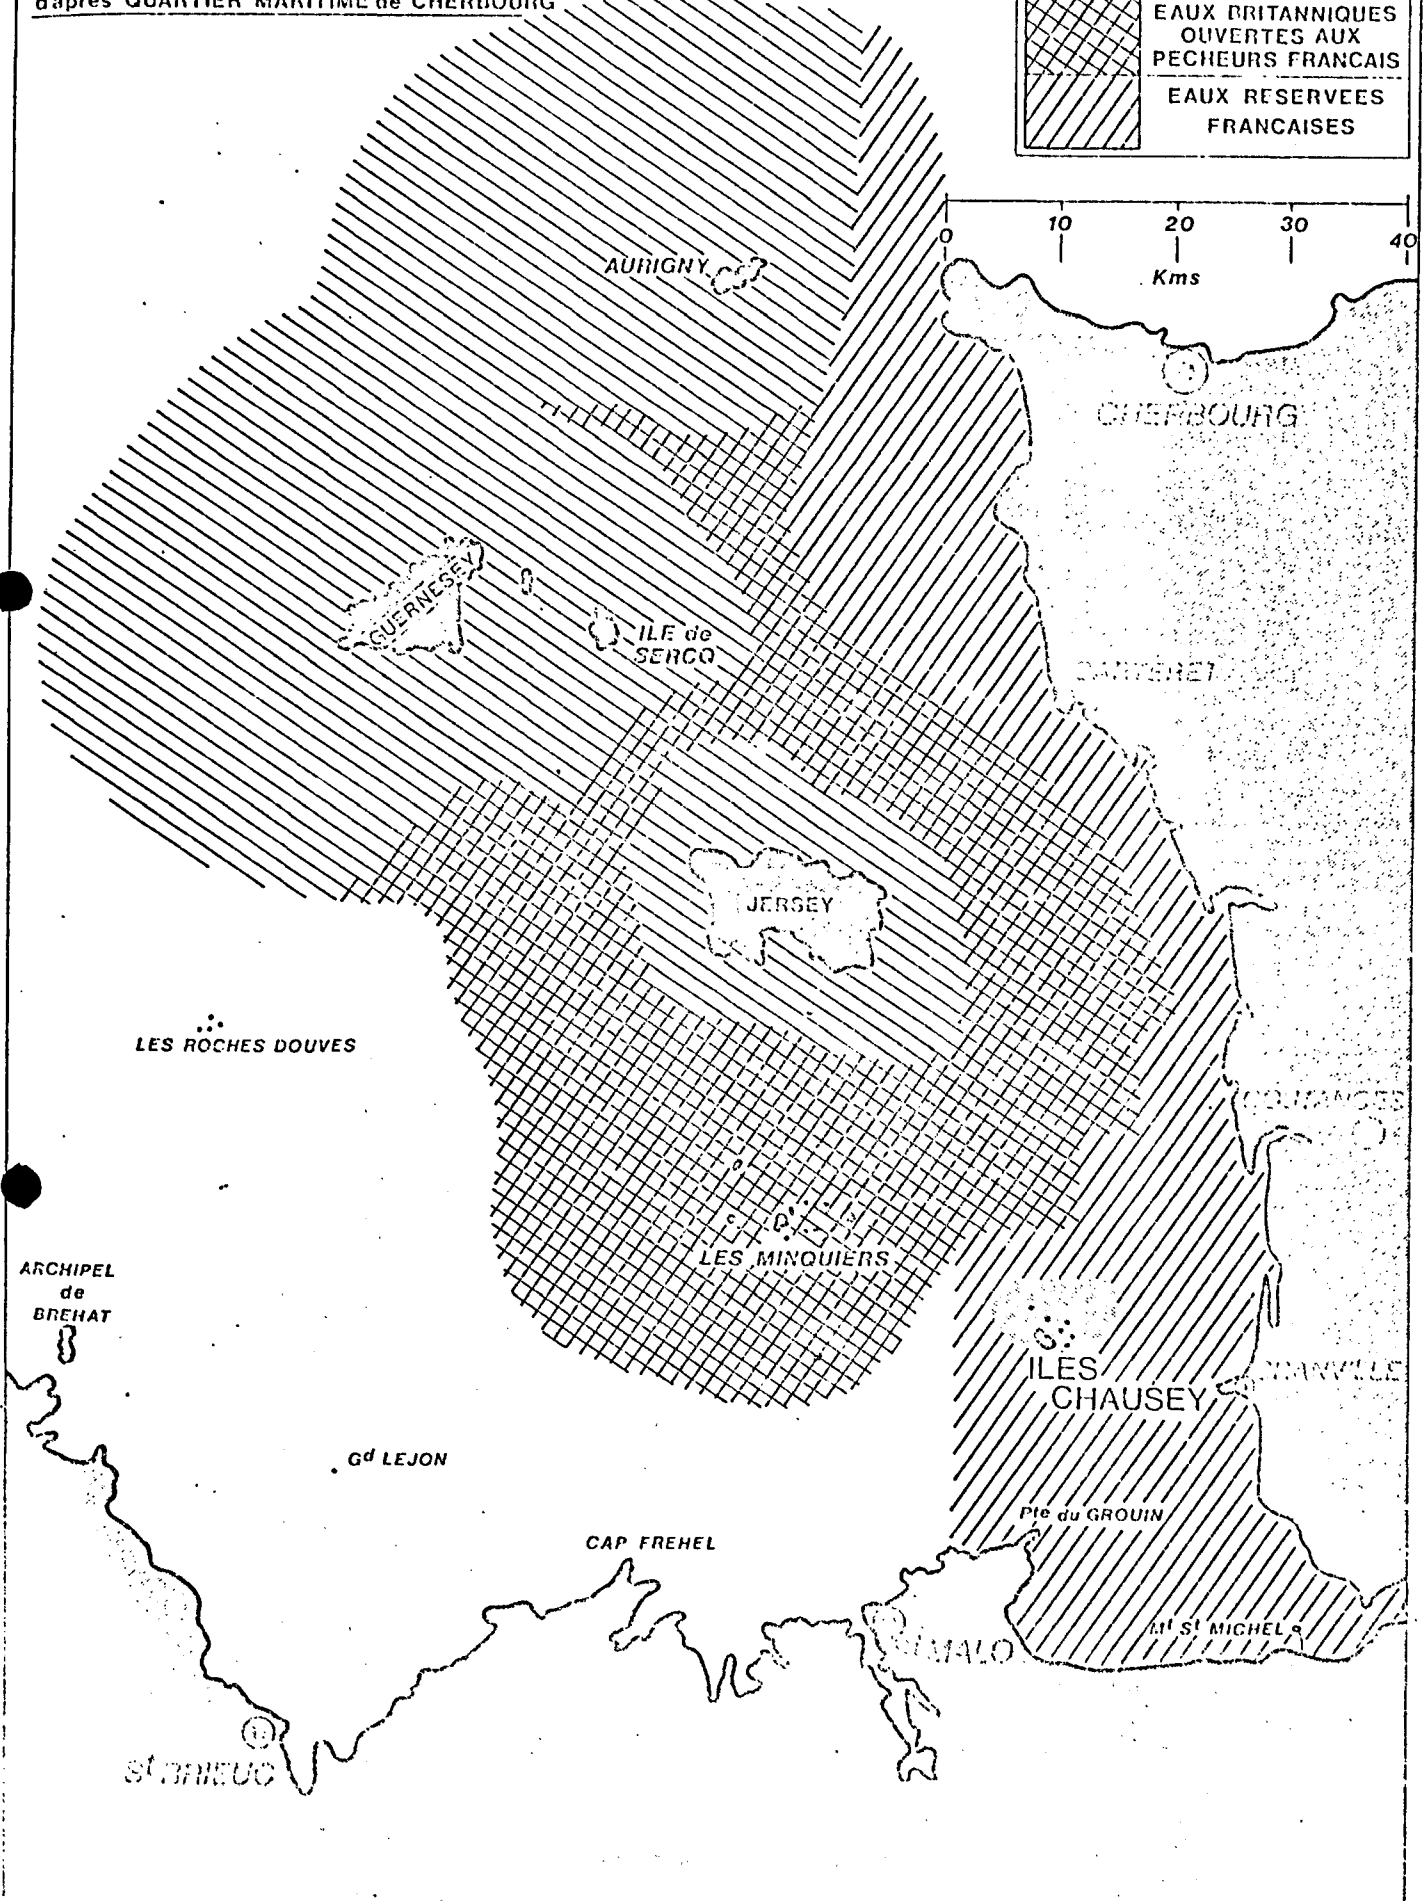 d'après QUARTIER MARITIME de CHERBOURG
EAUX BRITANNIQUES
OUVERTES AUX
PECHEURS FRANCAIS
EAUX RESERVEES
FRANCAISES
0 10 20 30 40
Kms
AURIGNY
CHERBOURG
GUERNESEY
ILE de
SERCQ
CARTERET
JERSEY
LES ROCHES DOUVES
COUTANCES
LES MINQUIERS
ARCHIPEL
de
BREHAT
ILES
CHAUSEY
GRANVILLE
Gd LEJON
Pte du GROUIN
CAP FREHEL
Mt St MICHEL
St MALO
St BRIEUC